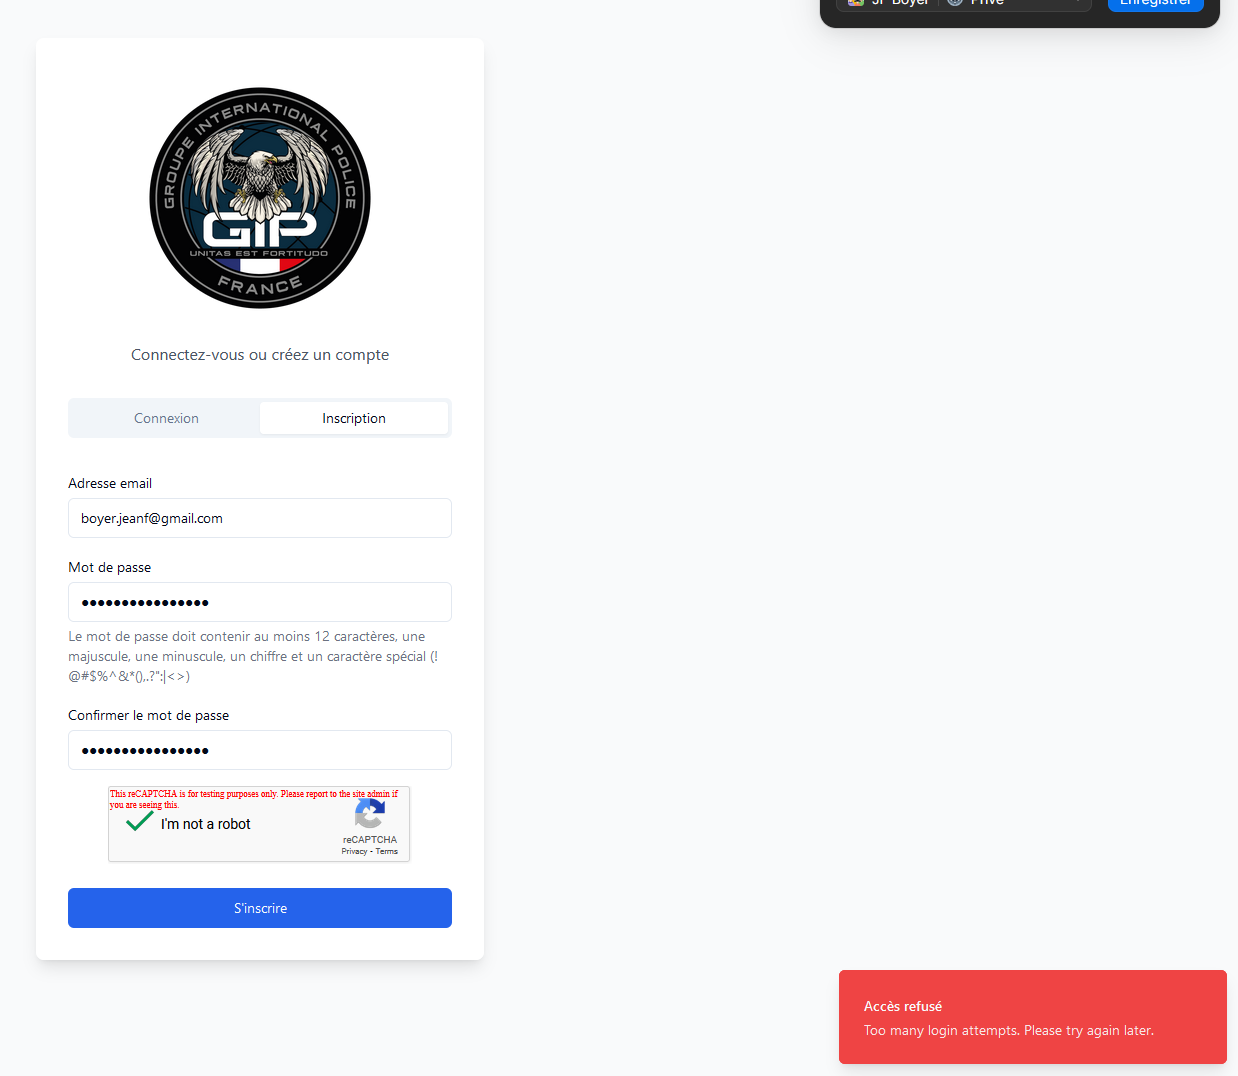 JF Boyer
Privé
Enregistrer
GROUPE INTERNATIONAL POLICE
GIP
UNITAS EST FORTITUDO
FRANCE
Connectez-vous ou créez un compte
Connexion
Inscription
Adresse email
boyer.jeanf@gmail.com
Mot de passe
••••••••••••••••
Le mot de passe doit contenir au moins 12 caractères, une
majuscule, une minuscule, un chiffre et un caractère spécial (!
@#$%^&*(),.?":|<>)
Confirmer le mot de passe
••••••••••••••••
This reCAPTCHA is for testing purposes only. Please report to the site admin if
you are seeing this.
I'm not a robot
reCAPTCHA
Privacy - Terms
S'inscrire
Accès refusé
Too many login attempts. Please try again later.